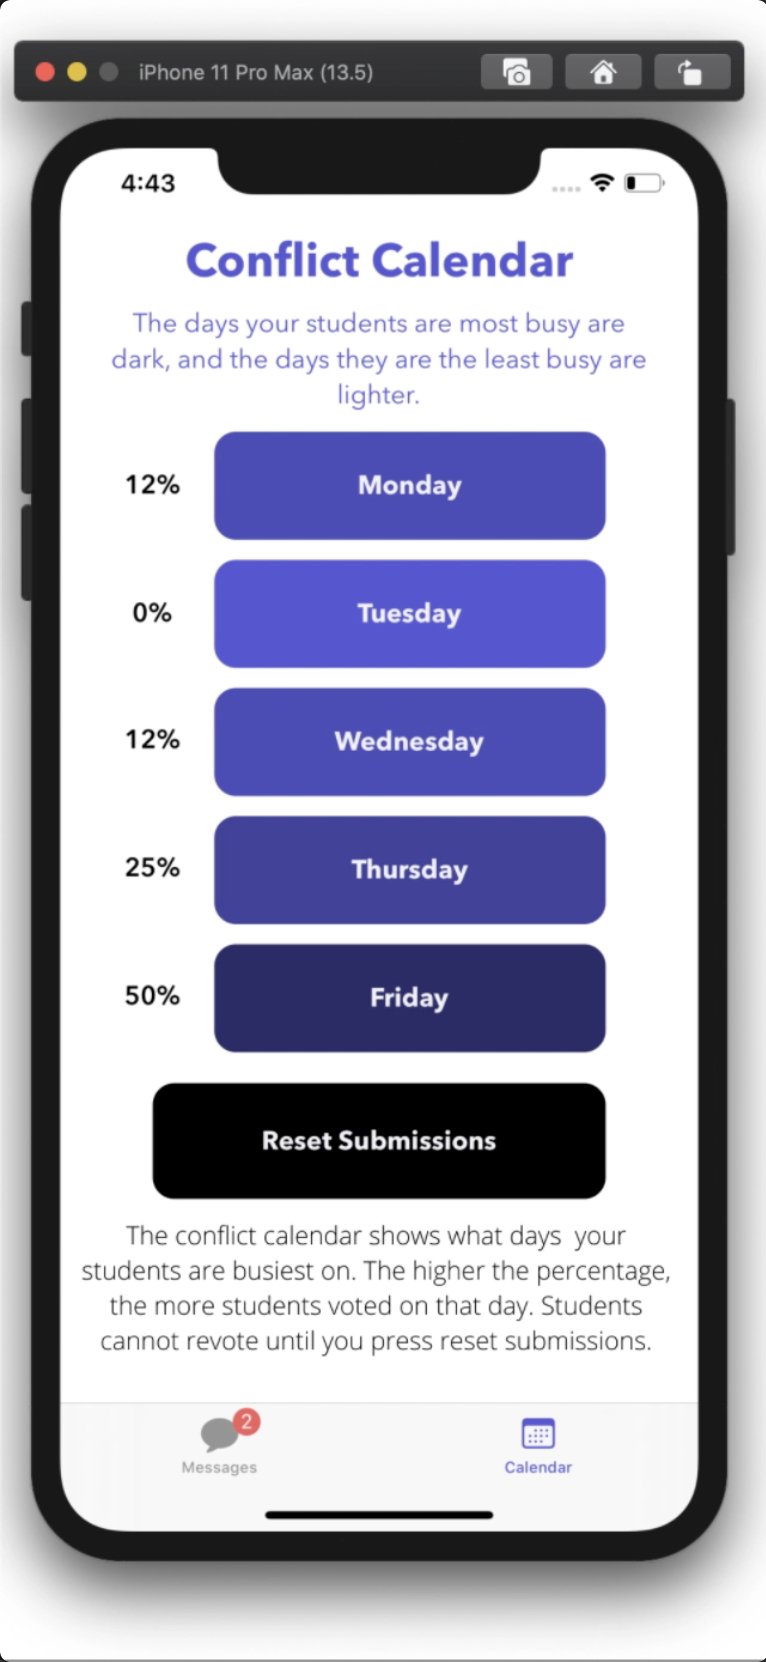 iPhone 11 Pro Max (13.5)
4:43
Conflict Calendar
The days your students are most busy are
dark, and the days they are the least busy are
lighter.
12% Monday
0% Tuesday
12% Wednesday
25% Thursday
50% Friday
Reset Submissions
The conflict calendar shows what days  your
students are busiest on. The higher the percentage,
the more students voted on that day. Students
cannot revote until you press reset submissions.
2
Messages Calendar